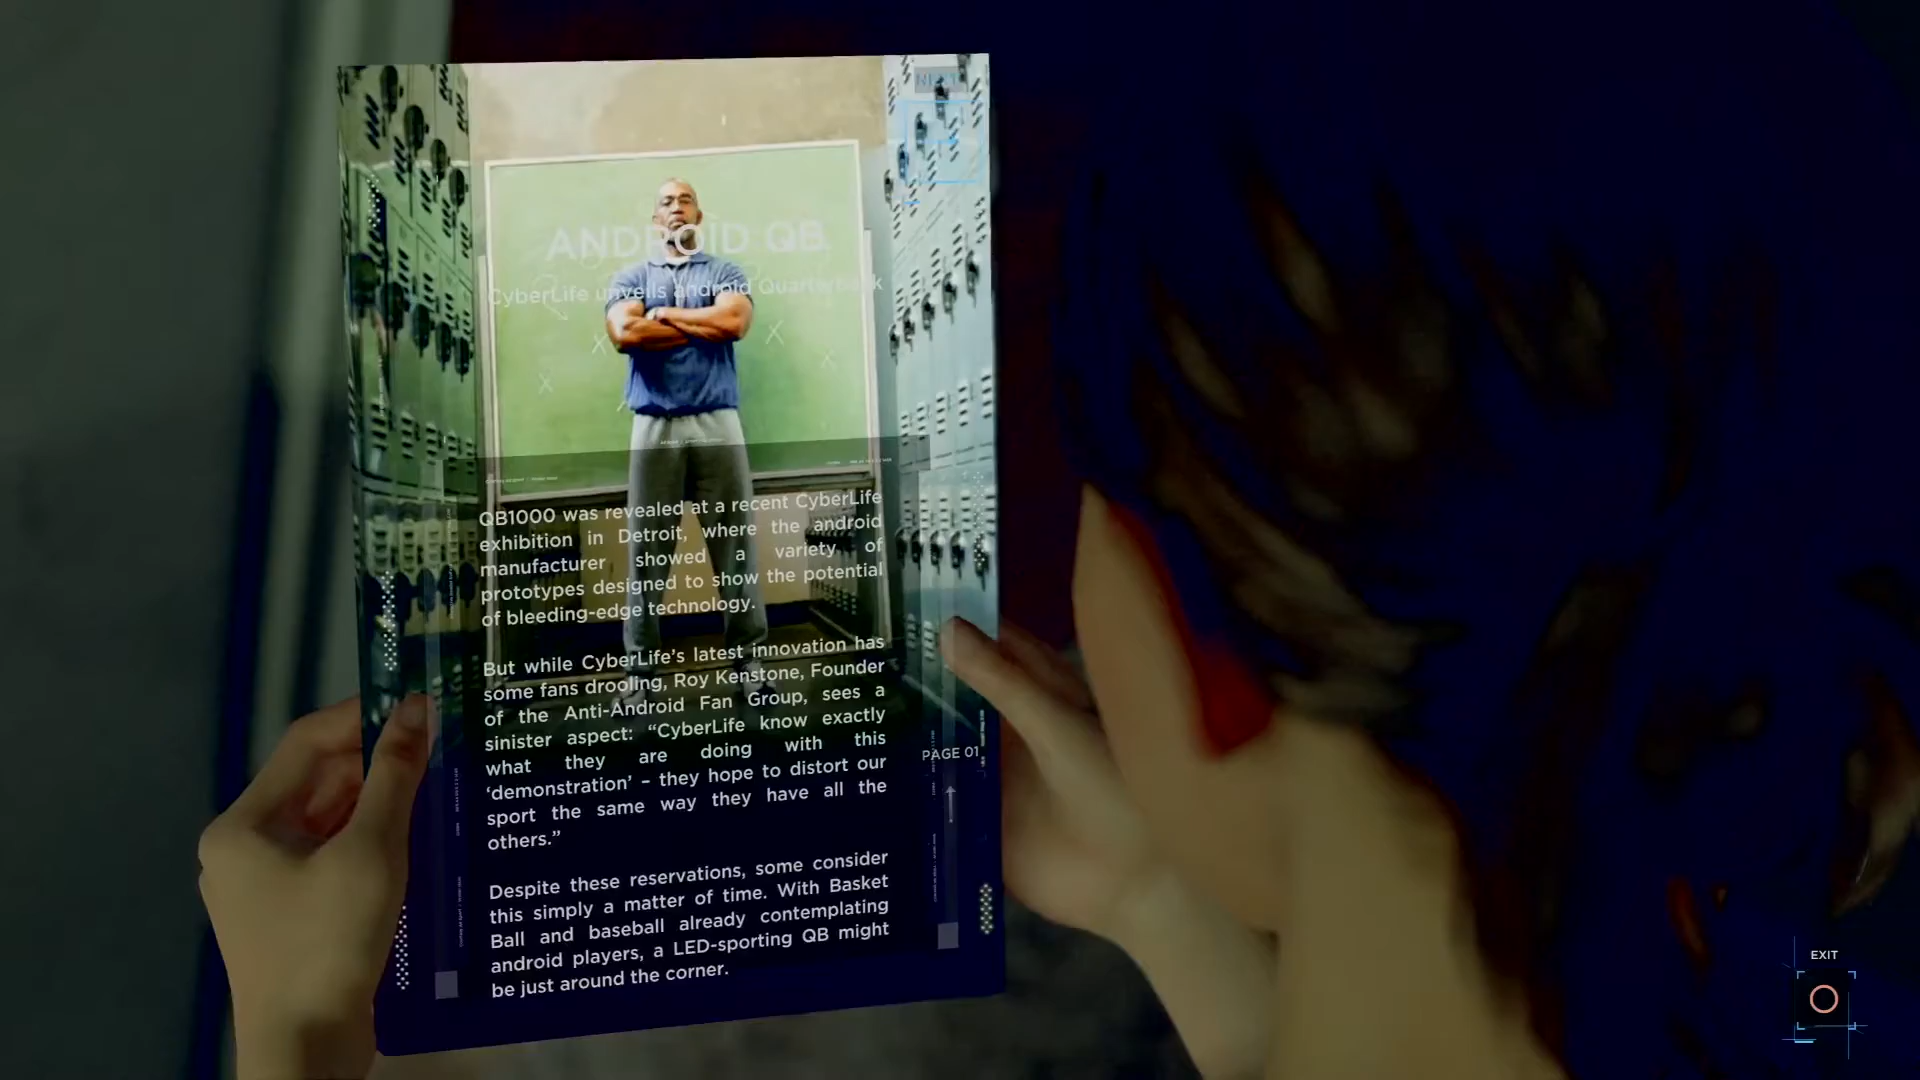 NEXT
ANDROID QB
CyberLife unveils android Quarterback
QB1000 was revealed at a recent CyberLife
exhibition in Detroit, where the android
manufacturer showed a variety of
prototypes designed to show the potential
of bleeding-edge technology.
But while CyberLife's latest innovation has
some fans drooling, Roy Kenstone, Founder
of the Anti-Android Fan Group, sees a
sinister aspect: “CyberLife know exactly
what they are doing with this
‘demonstration’ – they hope to distort our
sport the same way they have all the
others.”
Despite these reservations, some consider
this simply a matter of time. With Basket
Ball and baseball already contemplating
android players, a LED-sporting QB might
be just around the corner.
PAGE 01
EXIT